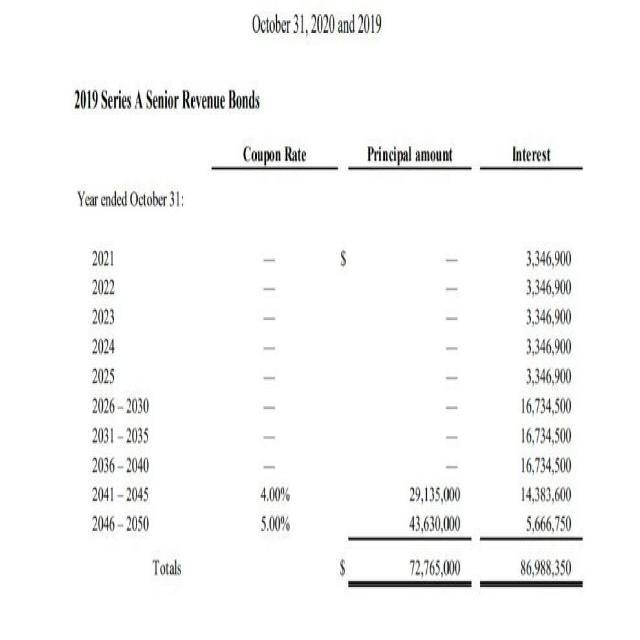 October 31, 2020 and 2019
2019 Series A Senior Revenue Bonds
Coupon Rate Principal amount Interest
Year ended October 31:
2021 — $ — 3,346,900
2022 — — 3,346,900
2023 — — 3,346,900
2024 — — 3,346,900
2025 — — 3,346,900
2026 – 2030 — — 16,734,500
2031 – 2035 — — 16,734,500
2036 – 2040 — — 16,734,500
2041 – 2045 4.00% 29,135,000 14,383,600
2046 – 2050 5.00% 43,630,000 5,666,750
Totals $ 72,765,000 86,988,350